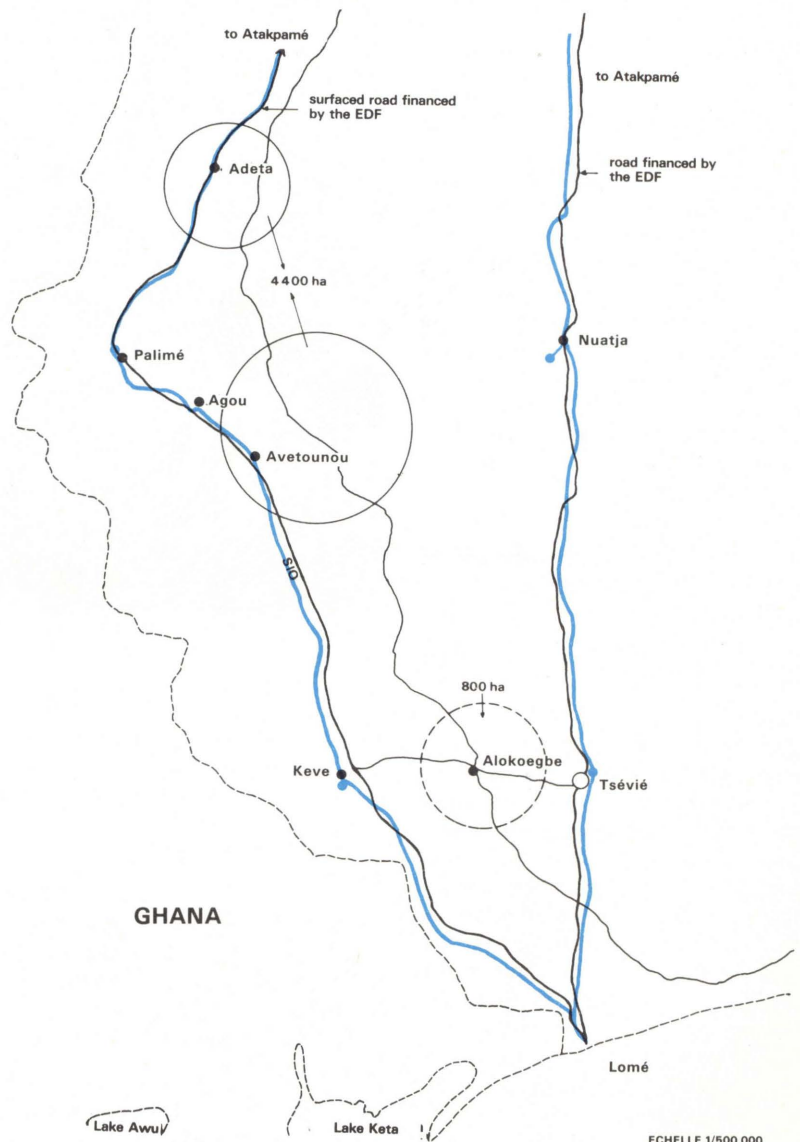 to Atakpamé
to Atakpamé
surfaced road financed
by the EDF
road financed by
the EDF
Adeta
4400 ha
Nuatja
Palimé
Agou
Avetounou
SIO
800 ha
Alokoegbe
Keve
Tsévié
GHANA
Lomé
Lake Awu
Lake Keta
ECHELLE 1/500.000